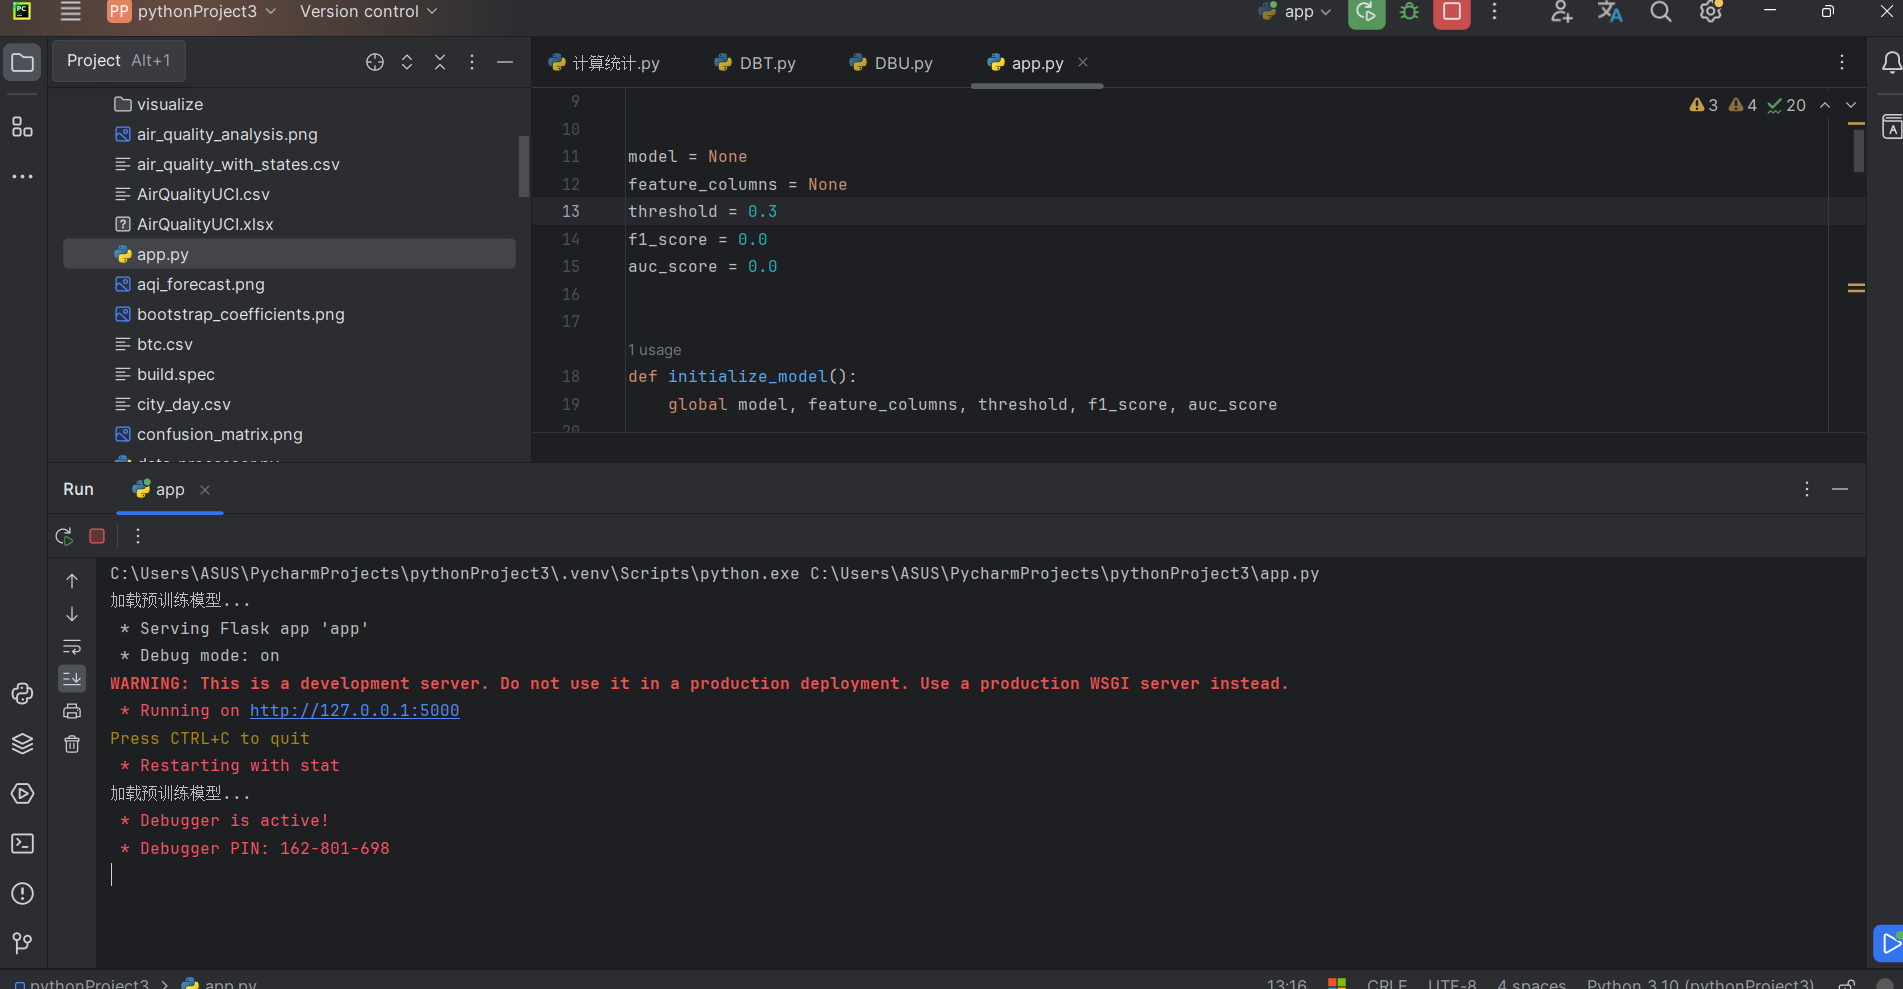 PC
PP pythonProject3
Version control
app
Project Alt+1
visualize
air_quality_analysis.png
air_quality_with_states.csv
AirQualityUCI.csv
AirQualityUCI.xlsx
app.py
aqi_forecast.png
bootstrap_coefficients.png
btc.csv
build.spec
city_day.csv
confusion_matrix.png
计算统计.py
DBT.py
DBU.py
app.py
3 4 20
9
10
11 model = None
12 feature_columns = None
13 threshold = 0.3
14 f1_score = 0.0
15 auc_score = 0.0
16
17
1 usage
18 def initialize_model():
19 global model, feature_columns, threshold, f1_score, auc_score
20
Run
app
C:\Users\ASUS\PycharmProjects\pythonProject3\.venv\Scripts\python.exe C:\Users\ASUS\PycharmProjects\pythonProject3\app.py
加载预训练模型...
* Serving Flask app 'app'
* Debug mode: on
WARNING: This is a development server. Do not use it in a production deployment. Use a production WSGI server instead.
* Running on http://127.0.0.1:5000
Press CTRL+C to quit
* Restarting with stat
加载预训练模型...
* Debugger is active!
* Debugger PIN: 162-801-698
pythonProject3 > app.py
13:16 CRLF UTF-8 4 spaces Python 3.10 (pythonProject3)